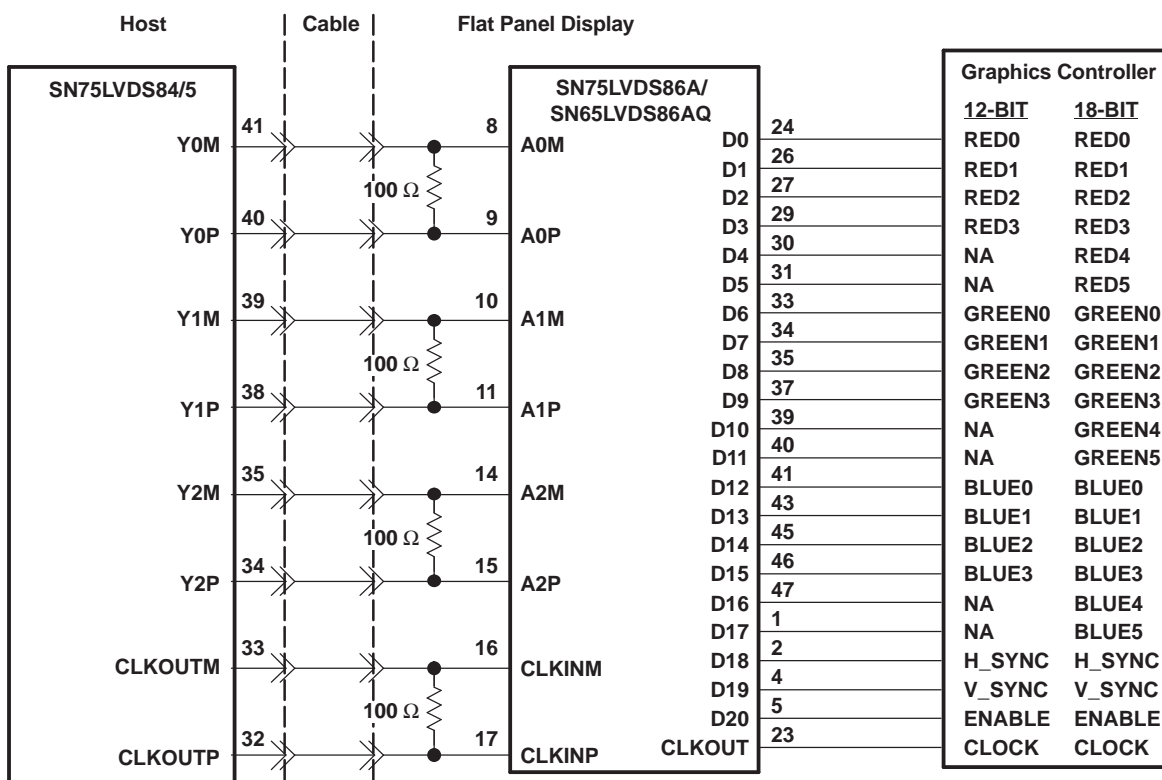 Host Cable Flat Panel Display
SN75LVDS84/5
SN75LVDS86A/
SN65LVDS86AQ
Graphics Controller
12-BIT 18-BIT
Y0M 41 8 A0M
100 Ω
Y0P 40 9 A0P
Y1M 39 10 A1M
100 Ω
Y1P 38 11 A1P
Y2M 35 14 A2M
100 Ω
Y2P 34 15 A2P
CLKOUTM 33 16 CLKINM
100 Ω
CLKOUTP 32 17 CLKINP
D0 24 RED0 RED0
D1 26 RED1 RED1
D2 27 RED2 RED2
D3 29 RED3 RED3
D4 30 NA RED4
D5 31 NA RED5
D6 33 GREEN0 GREEN0
D7 34 GREEN1 GREEN1
D8 35 GREEN2 GREEN2
D9 37 GREEN3 GREEN3
D10 39 NA GREEN4
D11 40 NA GREEN5
D12 41 BLUE0 BLUE0
D13 43 BLUE1 BLUE1
D14 45 BLUE2 BLUE2
D15 46 BLUE3 BLUE3
D16 47 NA BLUE4
D17 1 NA BLUE5
D18 2 H_SYNC H_SYNC
D19 4 V_SYNC V_SYNC
D20 5 ENABLE ENABLE
CLKOUT 23 CLOCK CLOCK